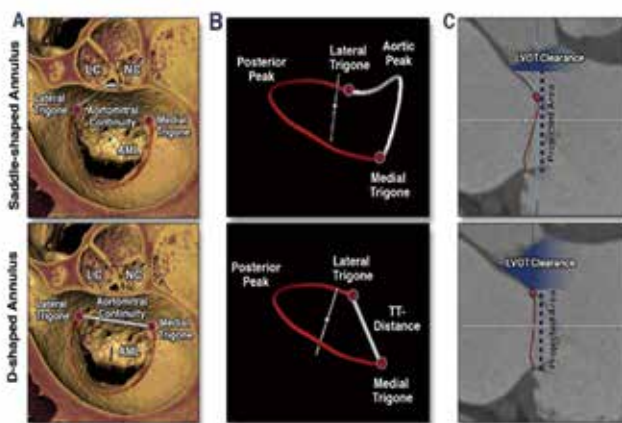 A
B
C
Saddle-shaped Annulus
LC
NC
Lateral
Trigone
Aortomitral
Continuity
Medial
Trigone
AML
Posterior
Peak
Lateral
Trigone
Aortic
Peak
Medial
Trigone
LVOT Clearance
Projected Area
D-shaped Annulus
LC
NC
Lateral
Trigone
Aortomitral
Continuity
Medial
Trigone
AML
Posterior
Peak
Lateral
Trigone
TT-
Distance
Medial
Trigone
LVOT Clearance
Projected Area